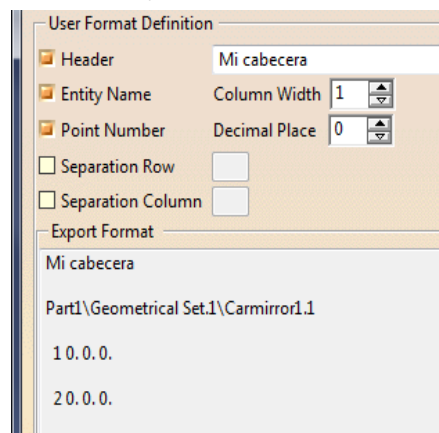 User Format Definition
Header Mi cabecera
Entity Name Column Width 1
Point Number Decimal Place 0
Separation Row
Separation Column
Export Format
Mi cabecera
Part1\Geometrical Set.1\Carmirror1.1
1 0. 0. 0.
2 0. 0. 0.